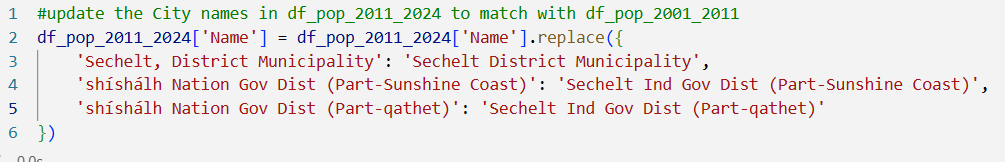 1 #update the City names in df_pop_2011_2024 to match with df_pop_2001_2011
2 df_pop_2011_2024['Name'] = df_pop_2011_2024['Name'].replace({
3 'Sechelt, District Municipality': 'Sechelt District Municipality',
4 'shíshálh Nation Gov Dist (Part-Sunshine Coast)': 'Sechelt Ind Gov Dist (Part-Sunshine Coast)',
5 'shíshálh Nation Gov Dist (Part-qathet)': 'Sechelt Ind Gov Dist (Part-qathet)'
6 })